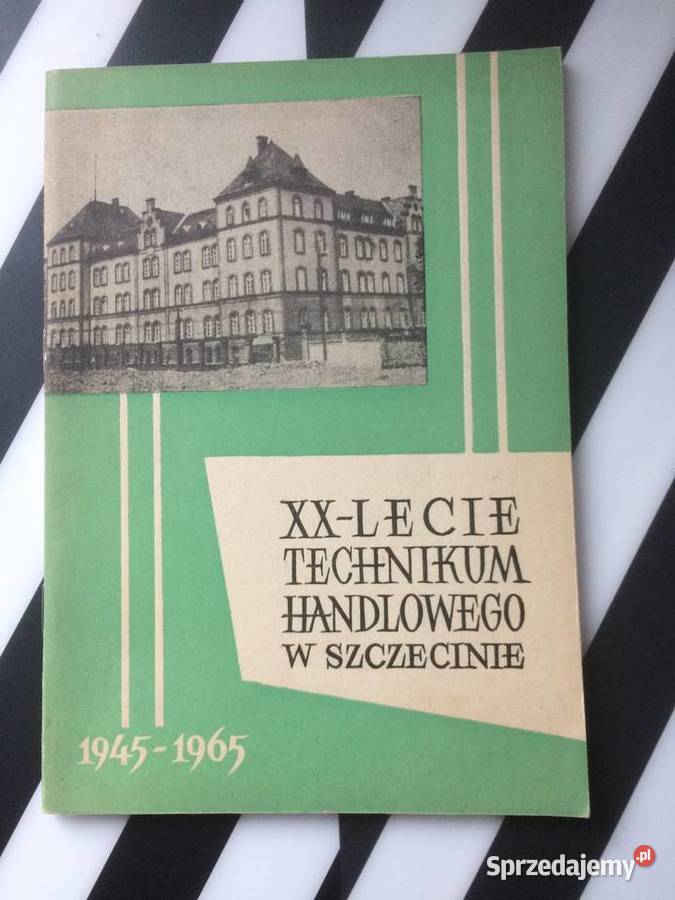 XX-LECIE
TECHNIKUM
HANDLOWEGO
W SZCZECINIE
1945-1965
Sprzedajemy.pl